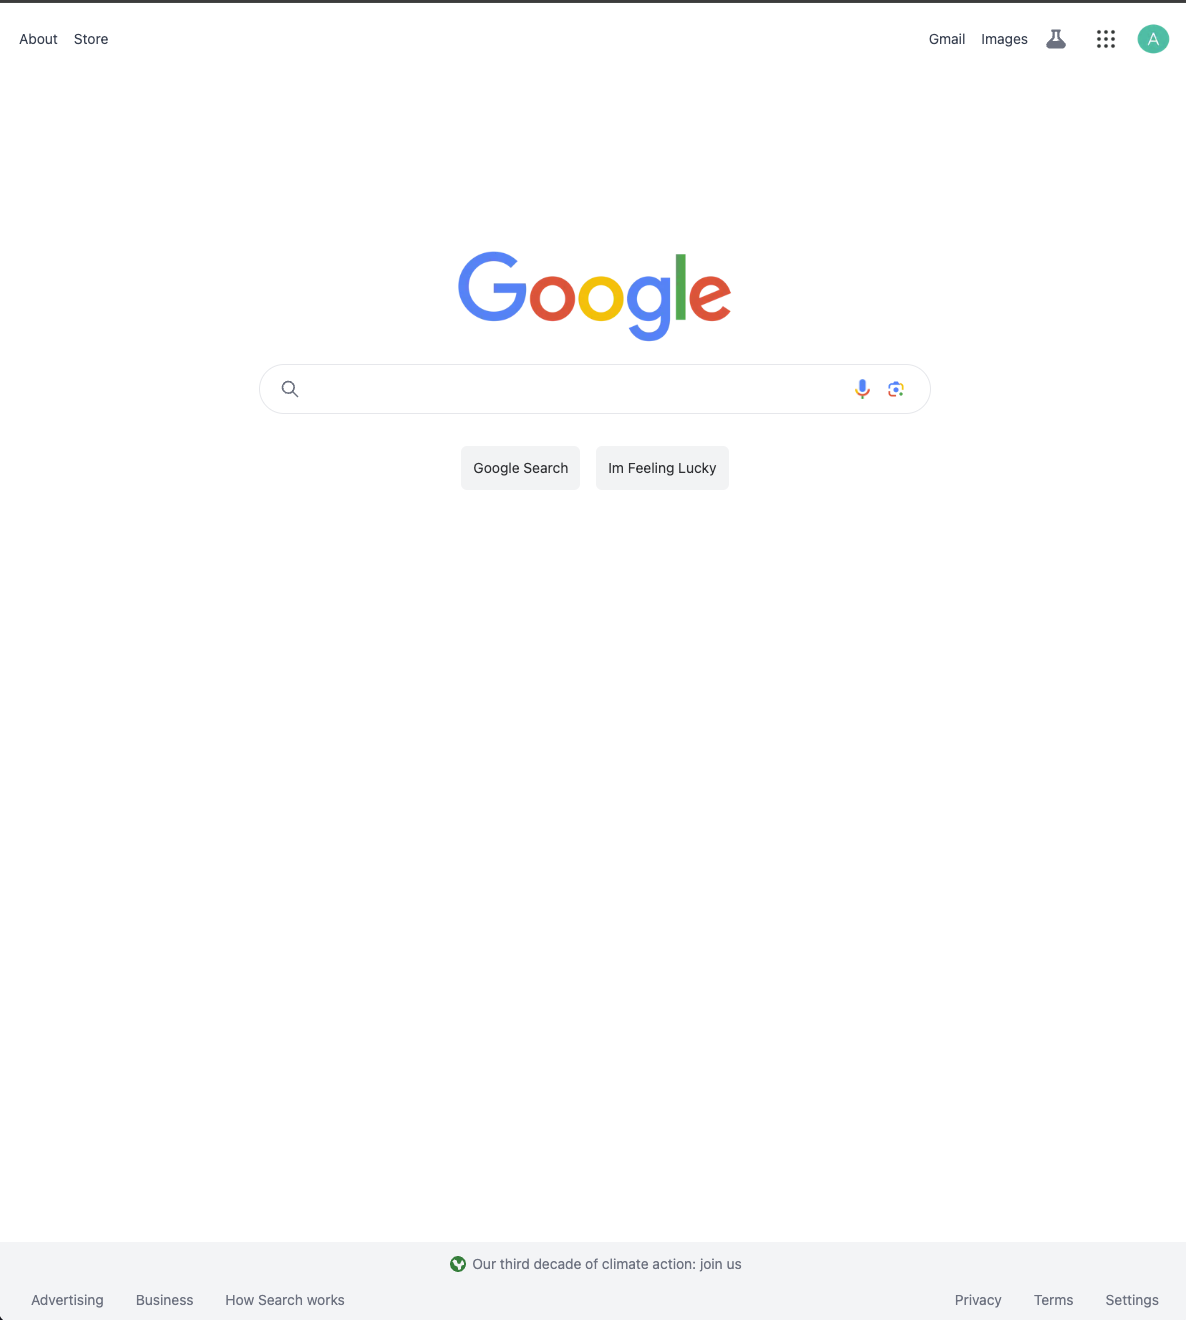 About Store Gmail Images A
Google
Google Search Im Feeling Lucky
Our third decade of climate action: join us
Advertising Business How Search works Privacy Terms Settings